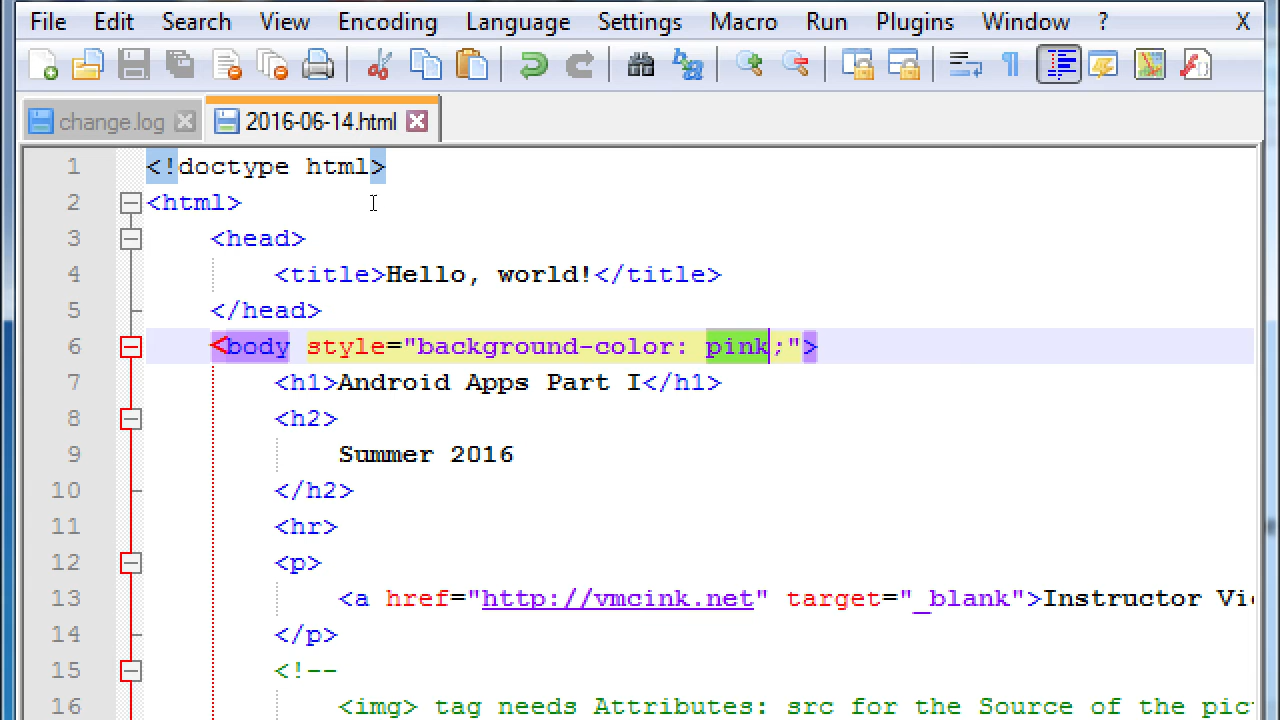 File Edit Search View Encoding Language Settings Macro Run Plugins Window ? X
change.log 2016-06-14.html
1 <!doctype html>
2 <html>
3 <head>
4 <title>Hello, world!</title>
5 </head>
6 <body style="background-color: pink;">
7 <h1>Android Apps Part I</h1>
8 <h2>
9 Summer 2016
10 </h2>
11 <hr>
12 <p>
13 <a href="http://vmcink.net" target="_blank">Instructor Vi
14 </p>
15 <!--
16 <img> tag needs Attributes: src for the Source of the pic